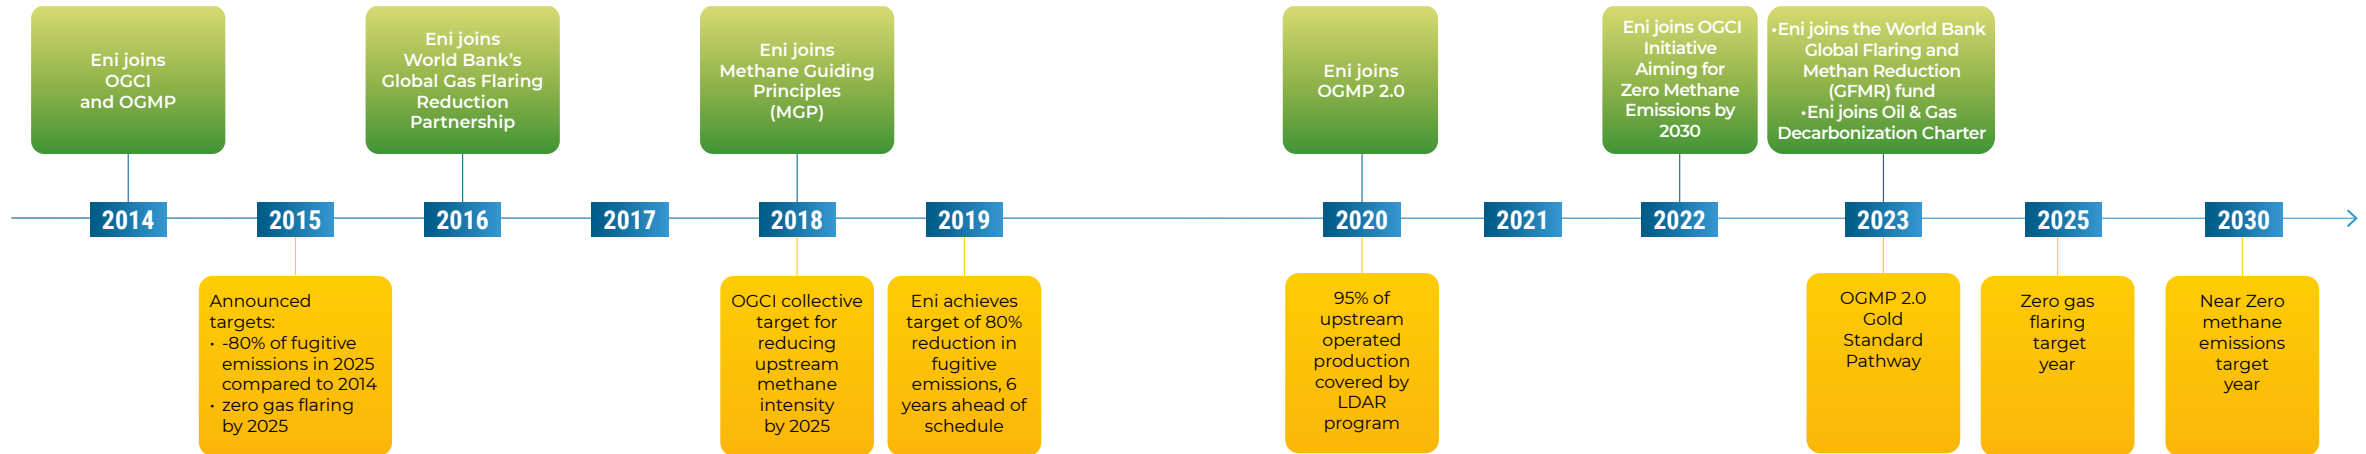 Eni joins
OGCI
and OGMP
Eni joins
World Bank's
Global Gas Flaring
Reduction
Partnership
Eni joins
Methane Guiding
Principles
(MGP)
Eni joins
OGMP 2.0
Eni joins OGCI
Initiative
Aiming for
Zero Methane
Emissions by
2030
•Eni joins the World Bank
Global Flaring and
Methan Reduction
(GFMR) fund
•Eni joins Oil & Gas
Decarbonization Charter
2014
2015
2016
2017
2018
2019
2020
2021
2022
2023
2025
2030
Announced
targets:
• -80% of fugitive
emissions in 2025
compared to 2014
• zero gas flaring
by 2025
OGCI collective
target for
reducing
upstream
methane
intensity
by 2025
Eni achieves
target of 80%
reduction in
fugitive
emissions, 6
years ahead of
schedule
95% of
upstream
operated
production
covered by
LDAR
program
OGMP 2.0
Gold
Standard
Pathway
Zero gas
flaring
target
year
Near Zero
methane
emissions
target
year